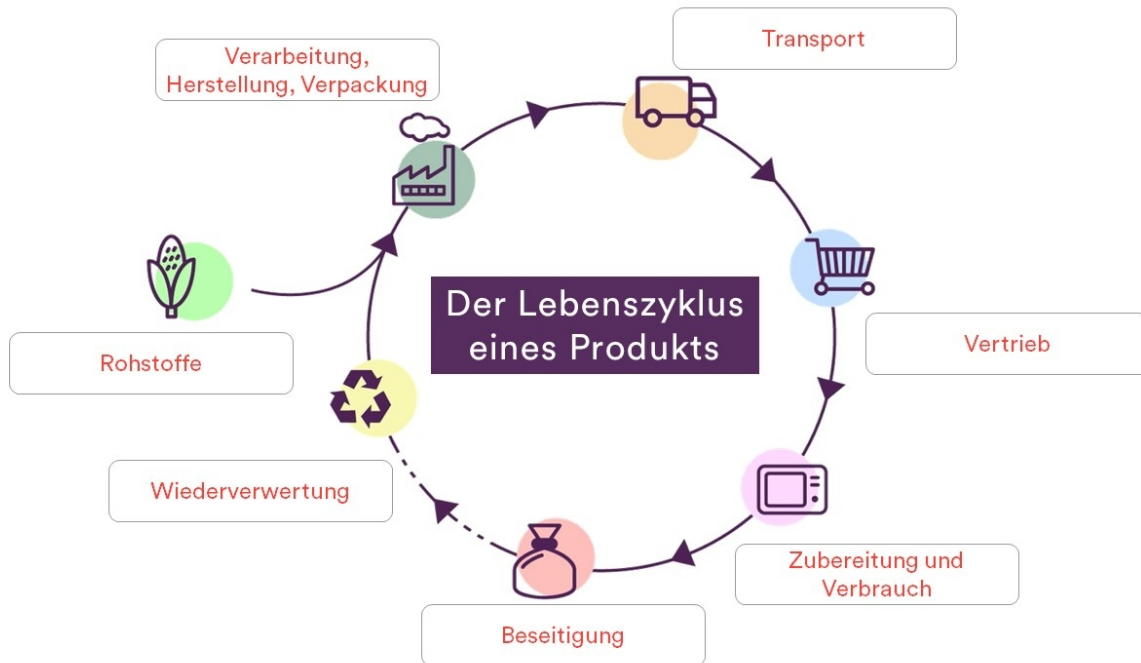 Verarbeitung,
Herstellung, Verpackung
Transport
Der Lebenszyklus
eines Produkts
Vertrieb
Rohstoffe
Wiederverwertung
Zubereitung und
Verbrauch
Beseitigung